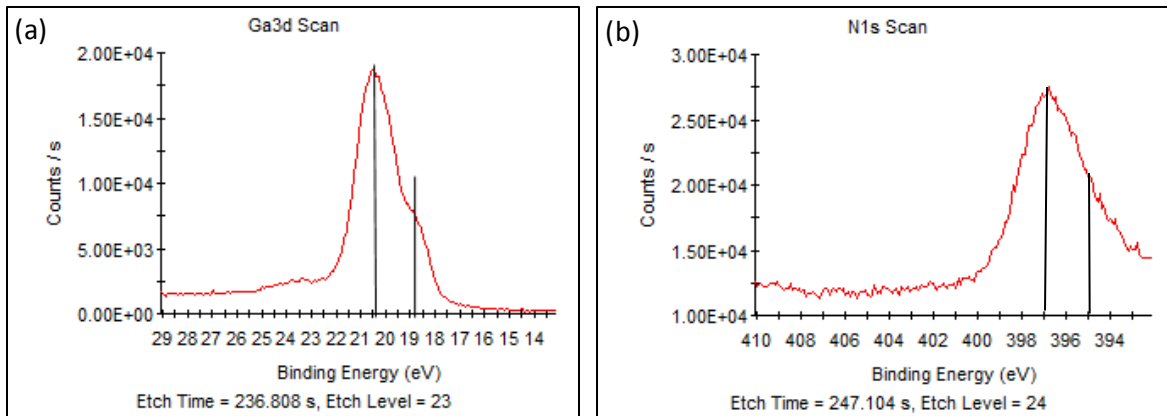 (a)
Ga3d Scan
2.00E+04
1.50E+04
1.00E+04
5.00E+03
0.00E+00
Counts / s
29 28 27 26 25 24 23 22 21 20 19 18 17 16 15 14
Binding Energy (eV)
Etch Time = 236.808 s, Etch Level = 23
(b)
N1s Scan
3.00E+04
2.50E+04
2.00E+04
1.50E+04
1.00E+04
Counts / s
410 408 406 404 402 400 398 396 394
Binding Energy (eV)
Etch Time = 247.104 s, Etch Level = 24